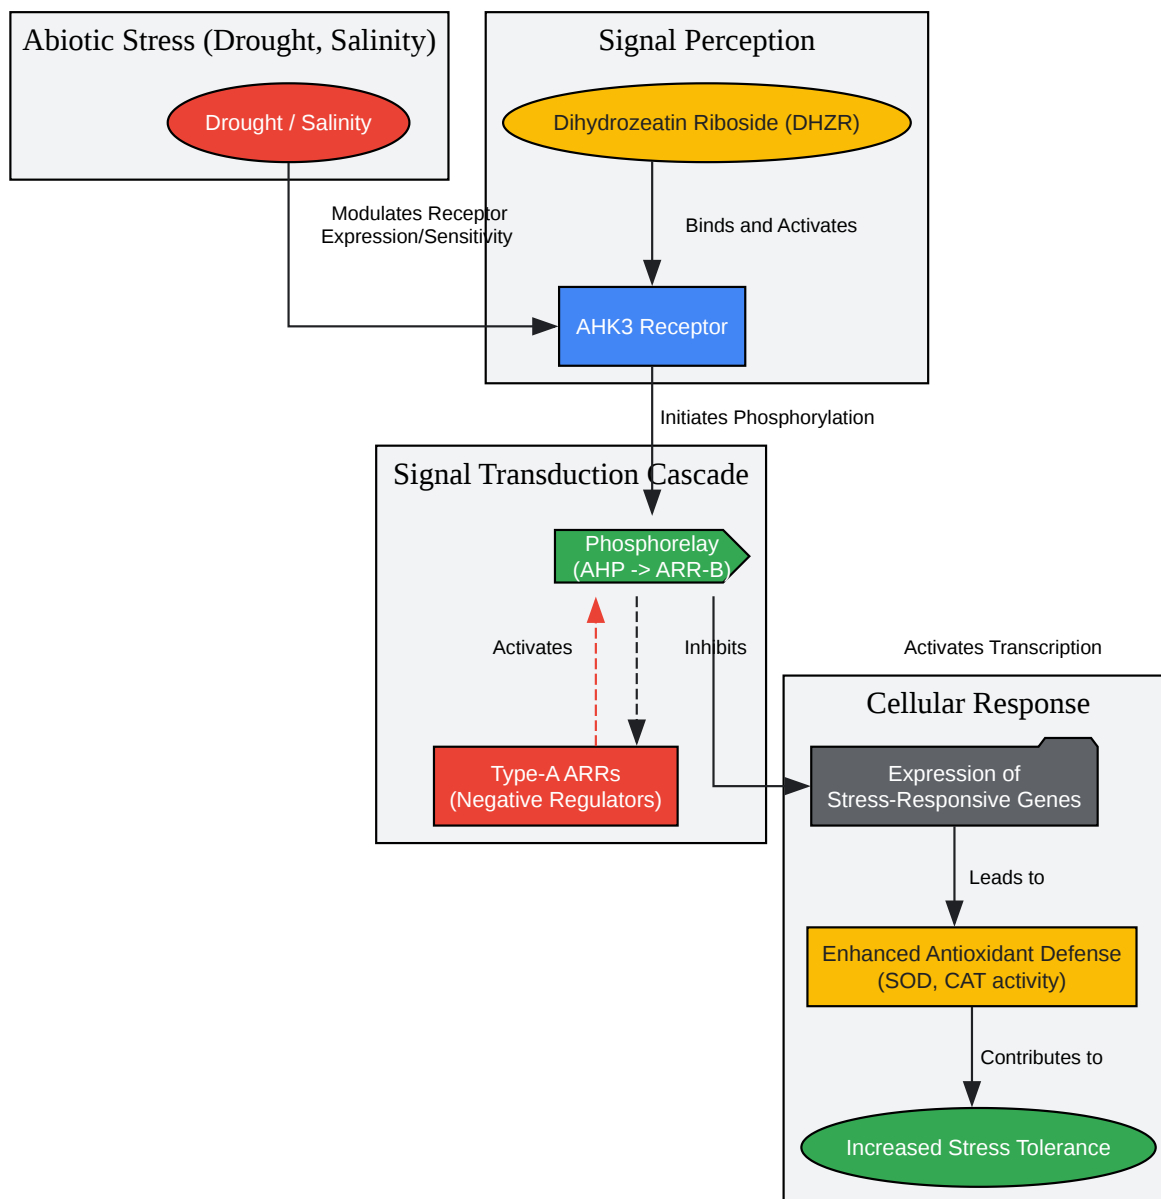 Abiotic Stress (Drought, Salinity)
Signal Perception
Drought / Salinity
Dihydrozeatin Riboside (DHZR)
Modulates Receptor
Expression/Sensitivity
Binds and Activates
AHK3 Receptor
Initiates Phosphorylation
Signal Transduction Cascade
Phosphorelay
(AHP -> ARR-B)
Activates
Inhibits
Activates Transcription
Cellular Response
Type-A ARRs
(Negative Regulators)
Expression of
Stress-Responsive Genes
Leads to
Enhanced Antioxidant Defense
(SOD, CAT activity)
Contributes to
Increased Stress Tolerance